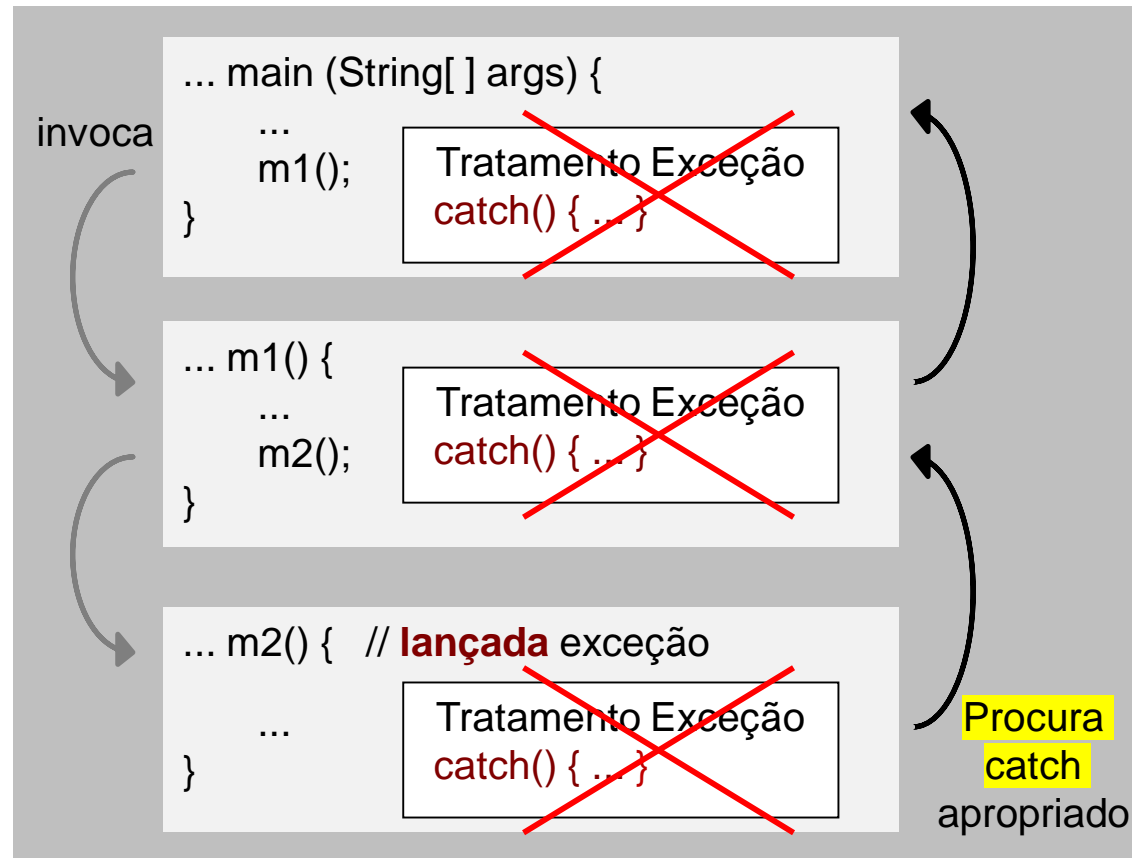 ... main (String[ ] args) {
invoca
...
m1();
}
Tratamento Exceção
catch() { ... }
... m1() {
...
m2();
}
Tratamento Exceção
catch() { ... }
... m2() { // lançada exceção
...
}
Tratamento Exceção
catch() { ... }
Procura
catch
apropriado